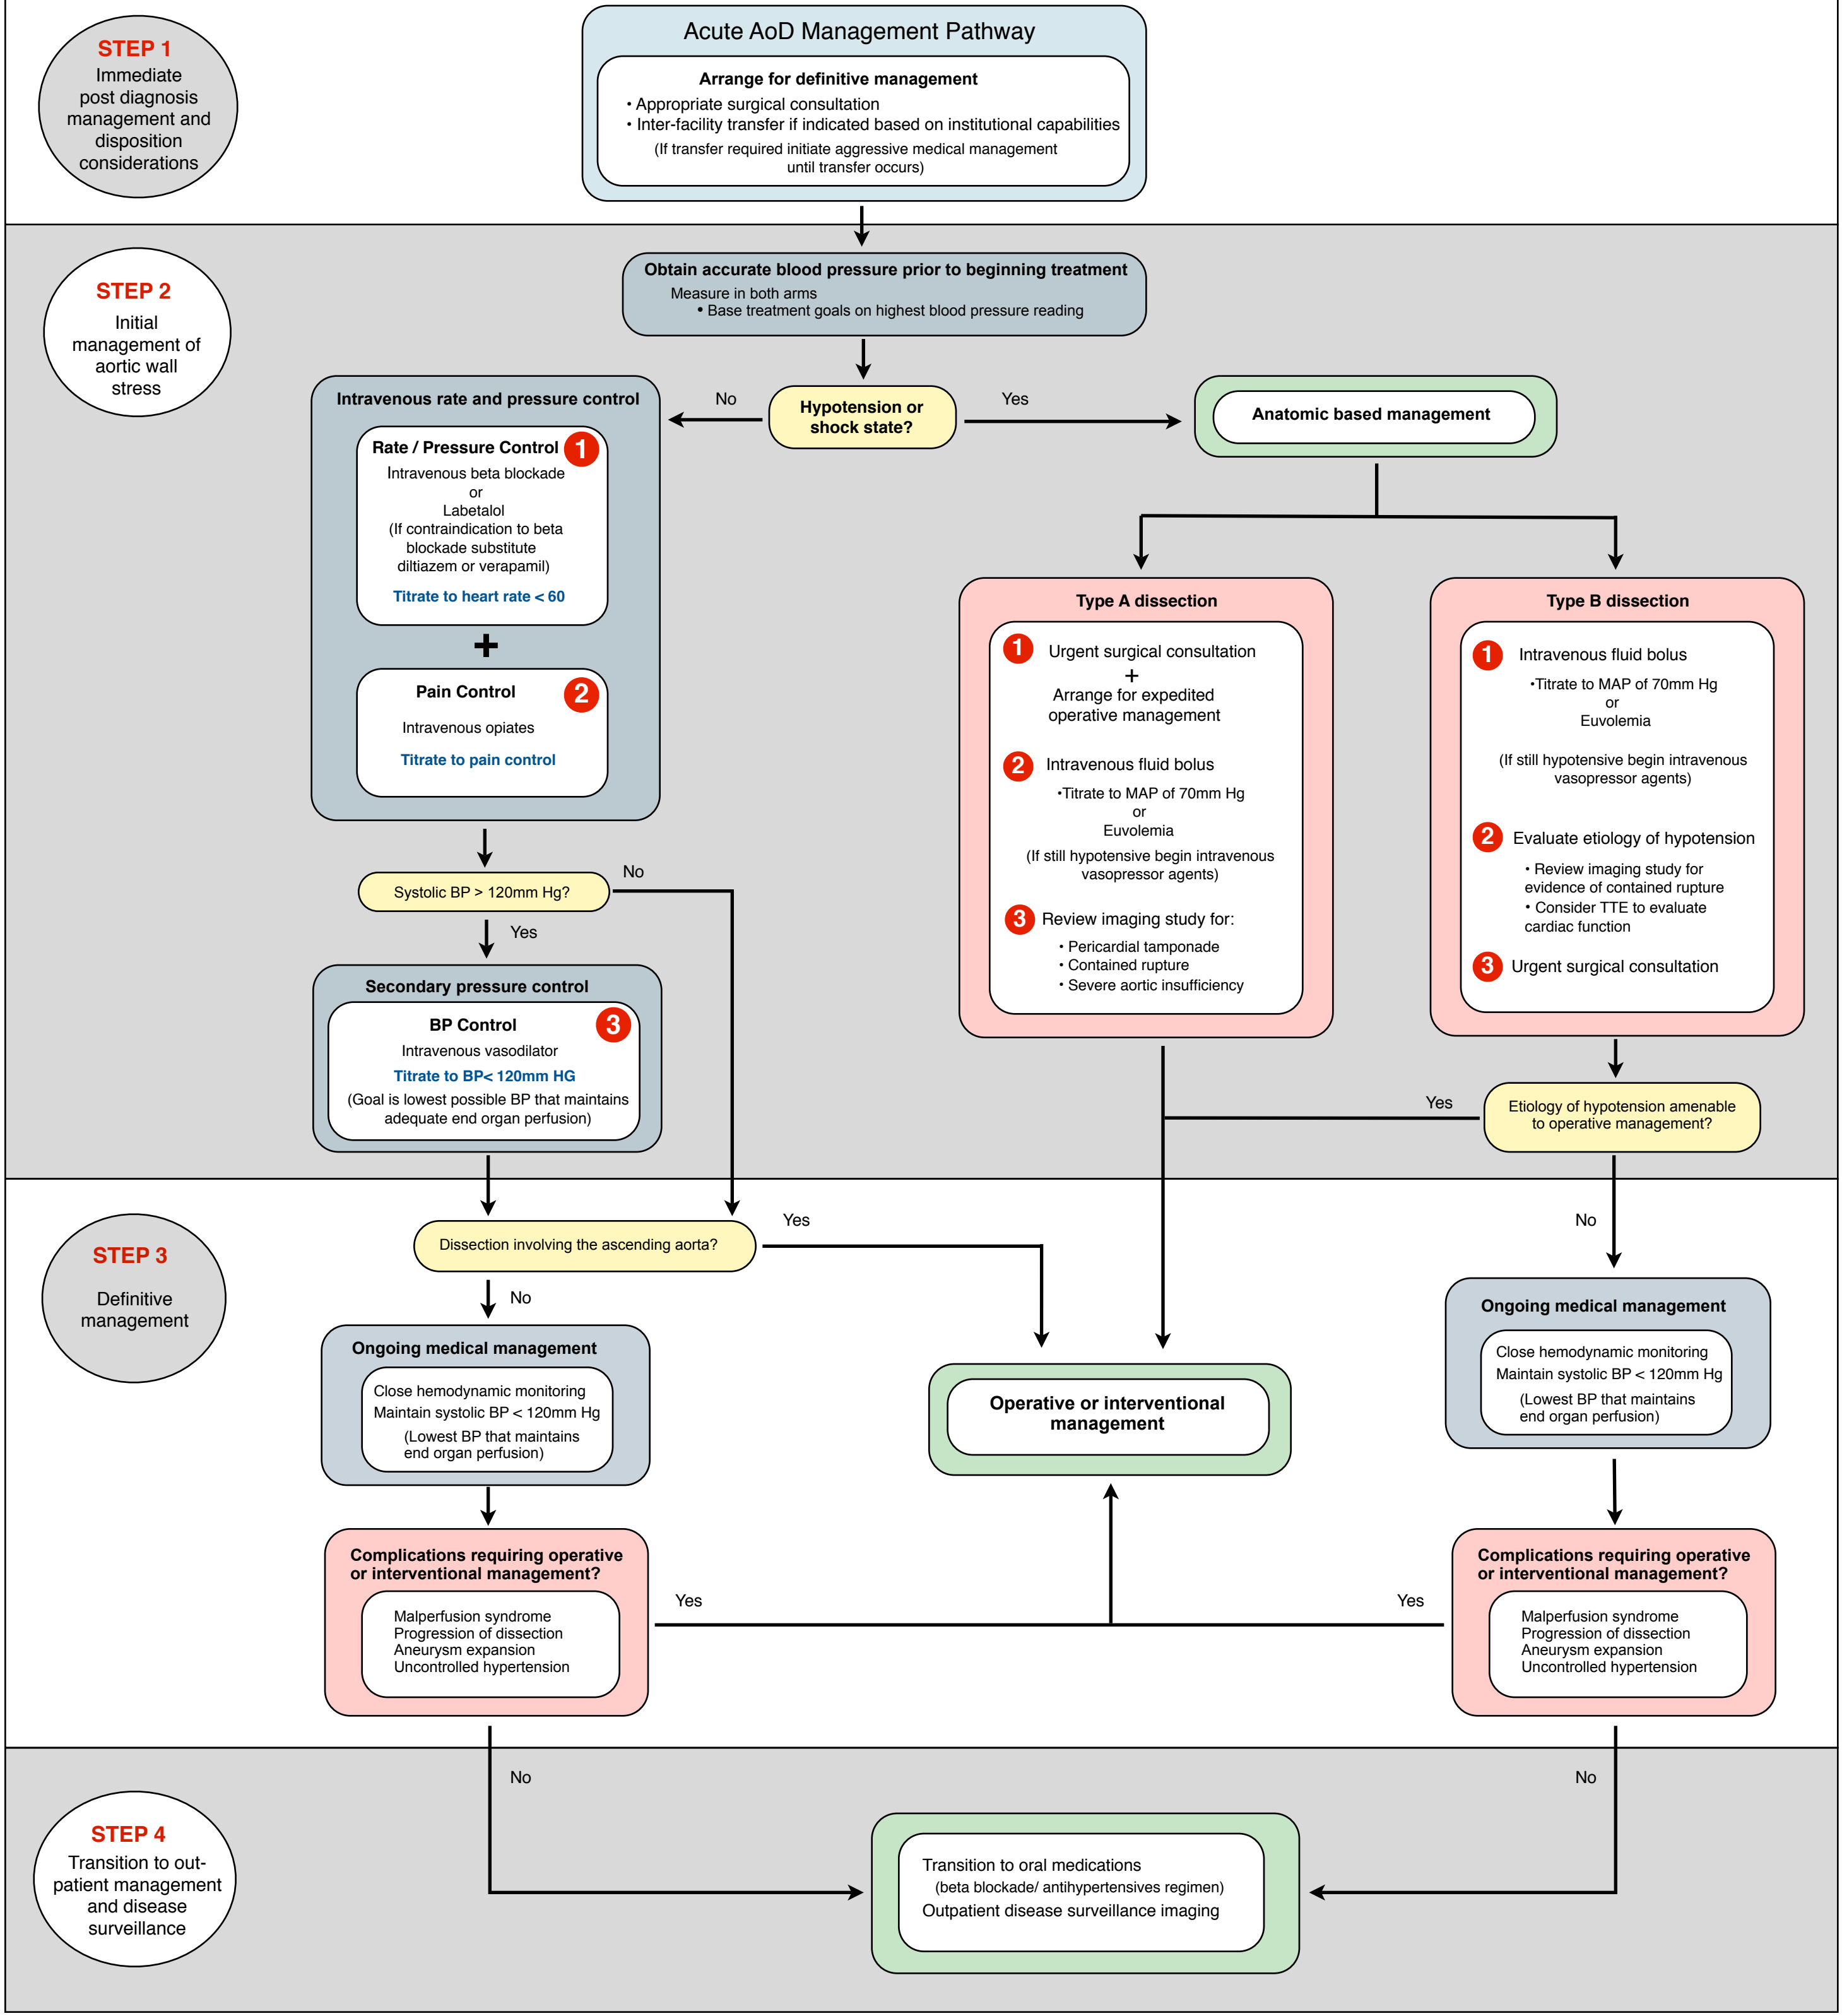 STEP 1
Immediate
post diagnosis
management and
disposition
considerations
Acute AoD Management Pathway
Arrange for definitive management
• Appropriate surgical consultation
• Inter-facility transfer if indicated based on institutional capabilities
(If transfer required initiate aggressive medical management
until transfer occurs)
STEP 2
Initial
management of
aortic wall
stress
Obtain accurate blood pressure prior to beginning treatment
Measure in both arms
• Base treatment goals on highest blood pressure reading
Hypotension or
shock state?
No
Yes
Intravenous rate and pressure control
Rate / Pressure Control
1
Intravenous beta blockade
or
Labetalol
(If contraindication to beta
blockade substitute
diltiazem or verapamil)
Titrate to heart rate < 60
+
Pain Control
2
Intravenous opiates
Titrate to pain control
Systolic BP > 120mm Hg?
No
Yes
Secondary pressure control
BP Control
3
Intravenous vasodilator
Titrate to BP< 120mm HG
(Goal is lowest possible BP that maintains
adequate end organ perfusion)
Anatomic based management
Type A dissection
1 Urgent surgical consultation
+
Arrange for expedited
operative management
2 Intravenous fluid bolus
•Titrate to MAP of 70mm Hg
or
Euvolemia
(If still hypotensive begin intravenous
vasopressor agents)
3 Review imaging study for:
• Pericardial tamponade
• Contained rupture
• Severe aortic insufficiency
Type B dissection
1 Intravenous fluid bolus
•Titrate to MAP of 70mm Hg
or
Euvolemia
(If still hypotensive begin intravenous
vasopressor agents)
2 Evaluate etiology of hypotension
• Review imaging study for
evidence of contained rupture
• Consider TTE to evaluate
cardiac function
3 Urgent surgical consultation
Etiology of hypotension amenable
to operative management?
Yes
No
STEP 3
Definitive
management
Dissection involving the ascending aorta?
Yes
No
Ongoing medical management
Close hemodynamic monitoring
Maintain systolic BP < 120mm Hg
(Lowest BP that maintains
end organ perfusion)
Operative or interventional
management
Ongoing medical management
Close hemodynamic monitoring
Maintain systolic BP < 120mm Hg
(Lowest BP that maintains
end organ perfusion)
Complications requiring operative
or interventional management?
Malperfusion syndrome
Progression of dissection
Aneurysm expansion
Uncontrolled hypertension
Yes
Yes
Complications requiring operative
or interventional management?
Malperfusion syndrome
Progression of dissection
Aneurysm expansion
Uncontrolled hypertension
No
No
STEP 4
Transition to out-
patient management
and disease
surveillance
Transition to oral medications
(beta blockade/ antihypertensives regimen)
Outpatient disease surveillance imaging